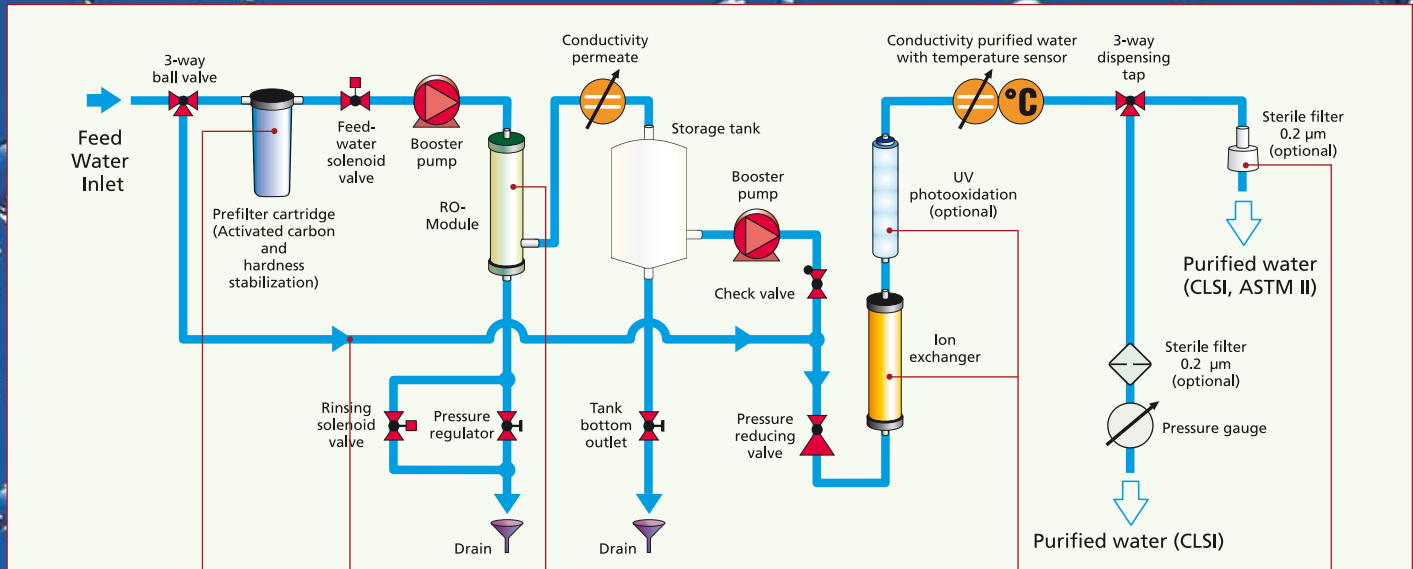 3-way
ball valve
Feed
Water
Inlet
Prefilter cartridge
(Activated carbon
and
hardness
stabilization)
Feed-
water
solenoid
valve
Booster
pump
RO-
Module
Conductivity
permeate
Storage tank
Booster
pump
Check valve
Conductivity purified water
with temperature sensor
°C
UV
photooxidation
(optional)
Ion
exchanger
3-way
dispensing
tap
Sterile filter
0.2 µm
(optional)
Purified water
(CLSI, ASTM II)
Sterile filter
0.2 µm
(optional)
Pressure gauge
Purified water (CLSI)
Rinsing
solenoid
valve
Pressure
regulator
Tank
bottom
outlet
Pressure
reducing
valve
Drain
Drain